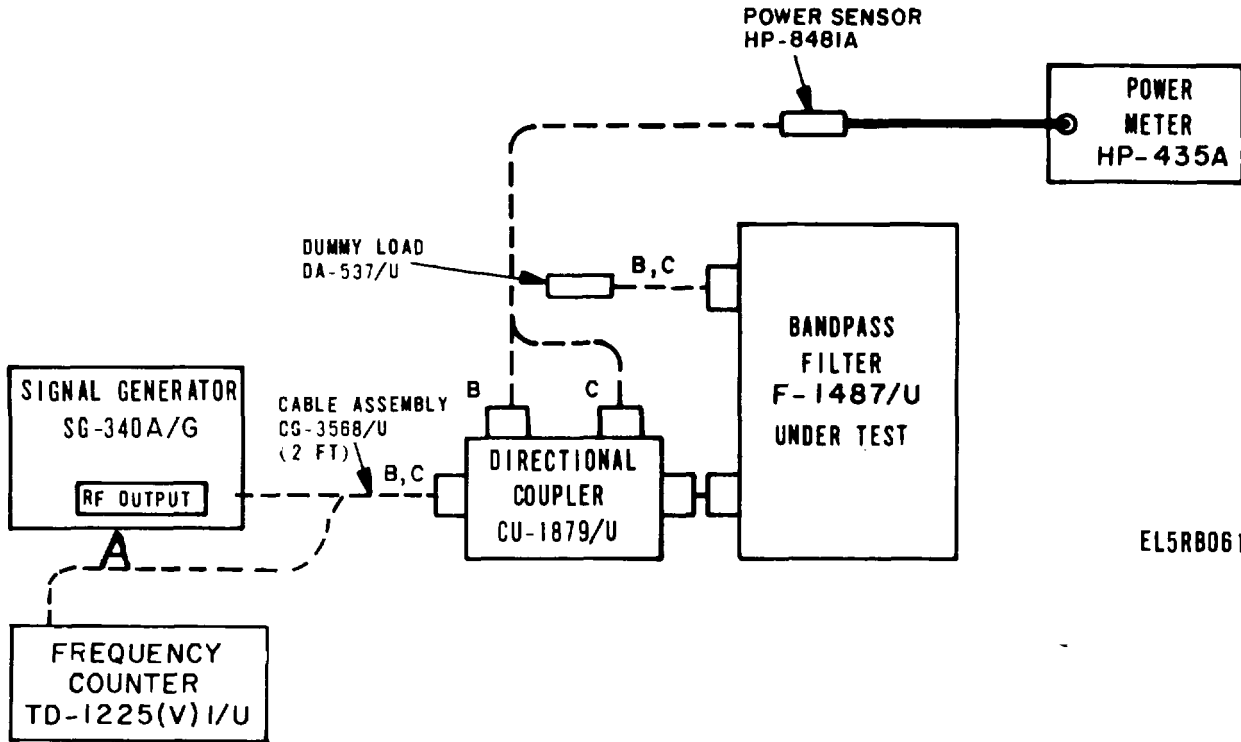 POWER SENSOR
HP-8481A
POWER
METER
HP-435A
DUMMY LOAD
DA-537/U
B,C
BANDPASS
FILTER
F-1487/U
UNDER TEST
SIGNAL GENERATOR
SG-340A/G
RF OUTPUT
CABLE ASSEMBLY
CG-3568/U
(2 FT)
B,C
B
C
DIRECTIONAL
COUPLER
CU-1879/U
A
EL5RB061
FREQUENCY
COUNTER
TD-1225(V)1/U